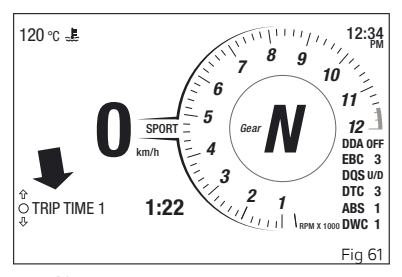 120 °C
12:34
PM
8
9
7
10
6
11
5
12
4
3
2
1
SPORT
0
km/h
Gear
N
DDA OFF
EBC 3
DQS U/D
DTC 3
ABS 1
DWC 1
RPM X 1000
TRIP TIME 1
1:22
Fig 61